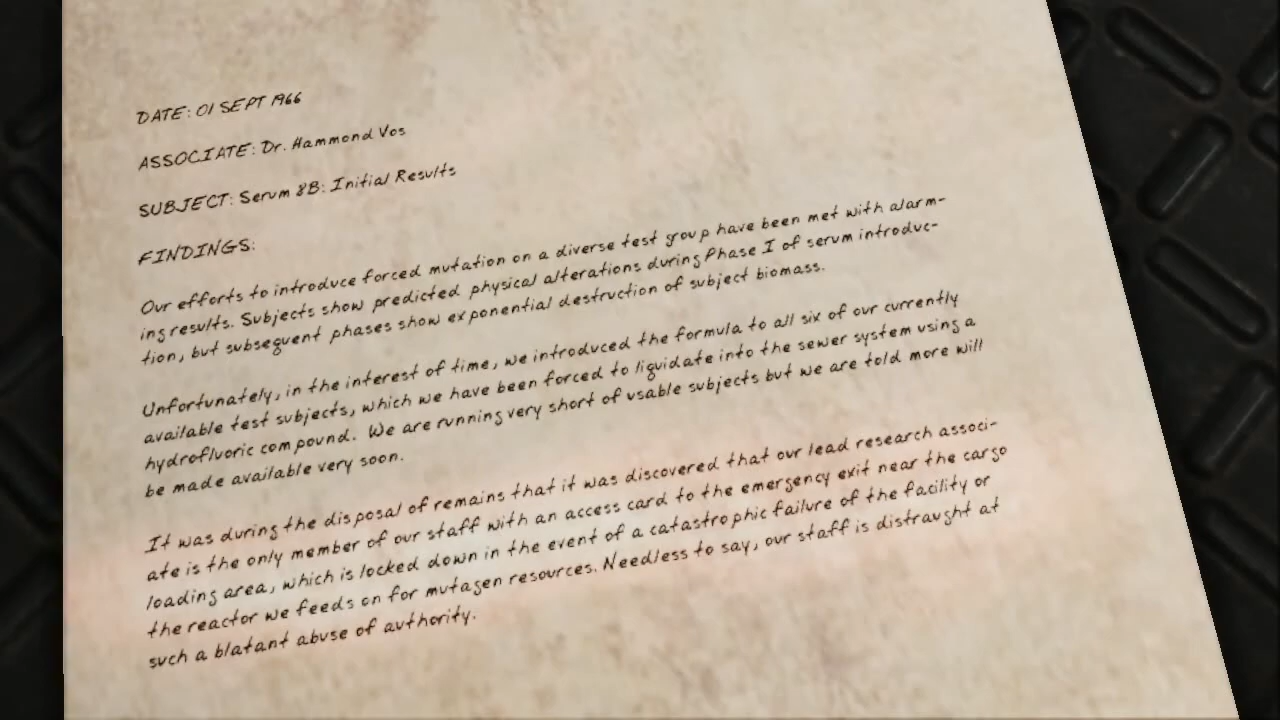 DATE: 01 SEPT 1966
ASSOCIATE: Dr. Hammond Vos
SUBJECT: Serum 8B: Initial Results
FINDINGS:
Our efforts to introduce forced mutation on a diverse test group have been met with alarm-
ing results. Subjects show predicted physical alterations during Phase I of serum introduc-
tion, but subsequent phases show exponential destruction of subject biomass.
Unfortunately, in the interest of time, we introduced the formula to all six of our currently
available test subjects, which we have been forced to liquidate into the sewer system using a
hydrofluoric compound. We are running very short of usable subjects but we are told more will
be made available very soon.
It was during the disposal of remains that it was discovered that our lead research associ-
ate is the only member of our staff with an access card to the emergency exit near the cargo
loading area, which is locked down in the event of a catastrophic failure of the facility or
the reactor we feeds on for mutagen resources. Needless to say, our staff is distraught at
such a blatant abuse of authority.